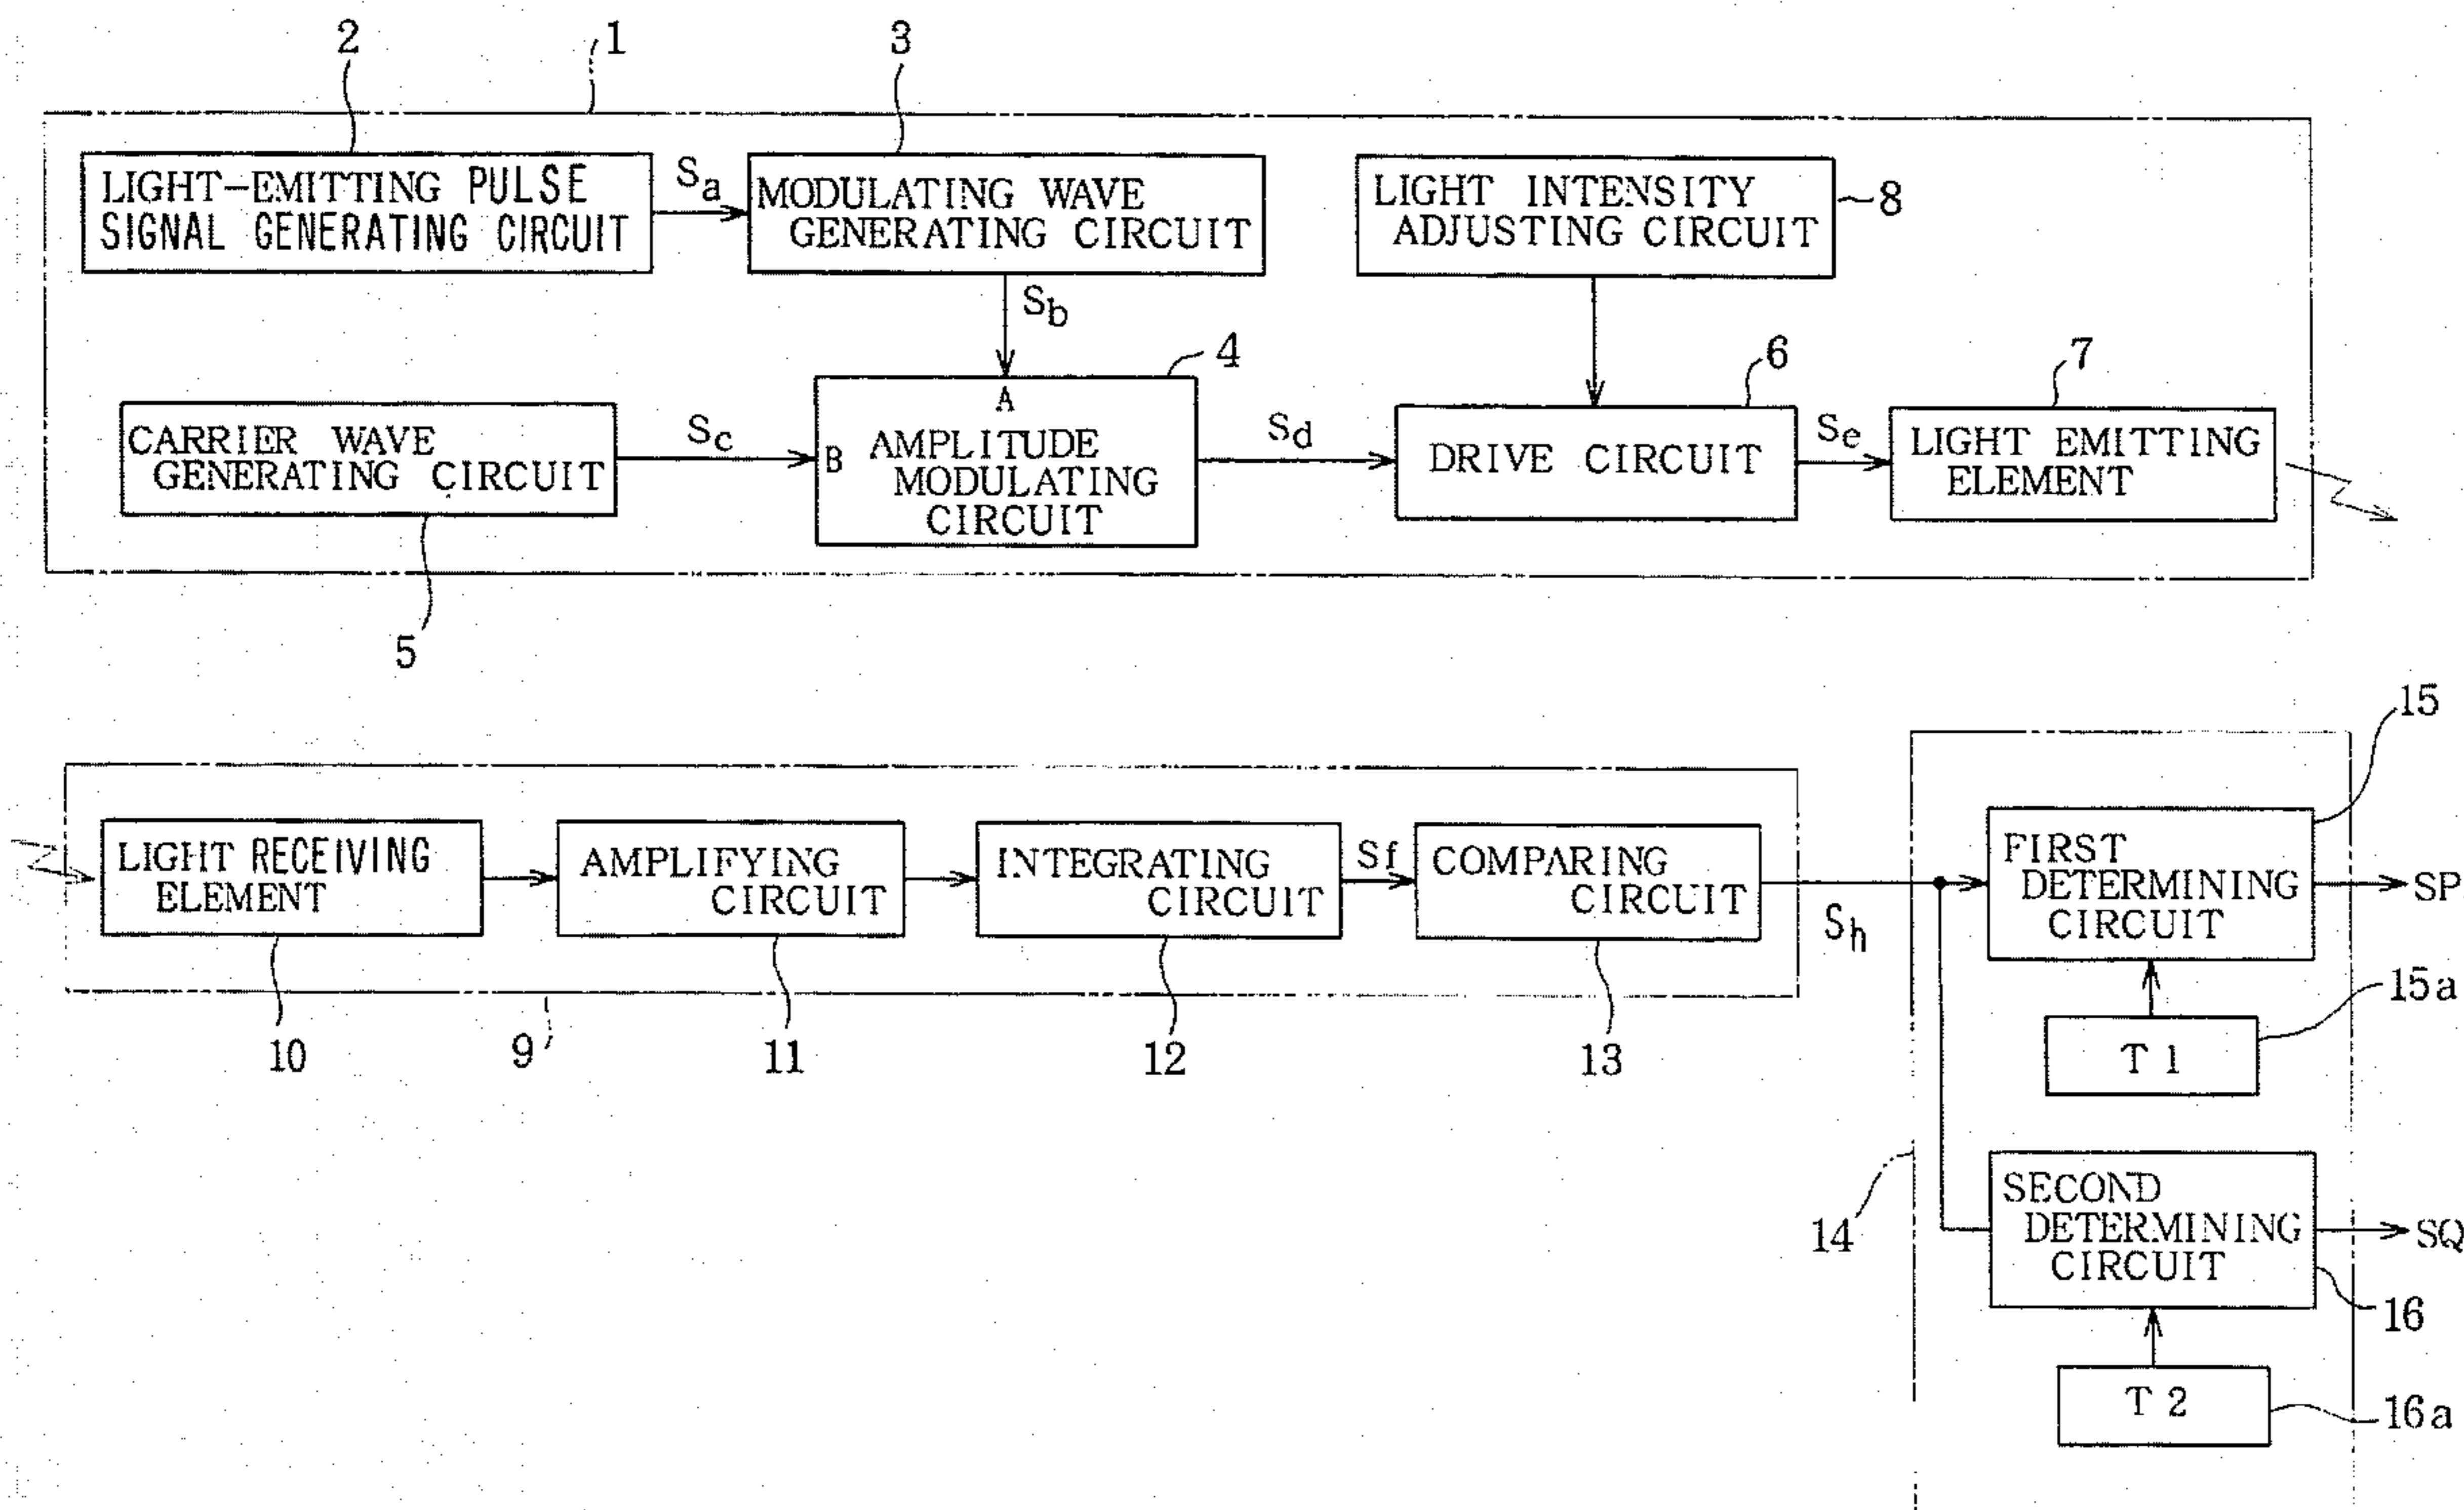 2
1
3
LIGHT-EMITTING PULSE
SIGNAL GENERATING CIRCUIT
Sa
MODULATING WAVE
GENERATING CIRCUIT
LIGHT INTENSITY
ADJUSTING CIRCUIT
8
Sb
4
6
7
CARRIER WAVE
GENERATING CIRCUIT
Sc
A
B
AMPLITUDE
MODULATING
CIRCUIT
Sd
DRIVE CIRCUIT
Se
LIGHT EMITTING
ELEMENT
5
15
LIGHT RECEIVING
ELEMENT
AMPLIFYING
CIRCUIT
INTEGRATING
CIRCUIT
Sf
COMPARING
CIRCUIT
Sh
FIRST
DETERMINING
CIRCUIT
SP
10
9
11
12
13
15a
T 1
14
SECOND
DETERMINING
CIRCUIT
SQ
16
T 2
16a